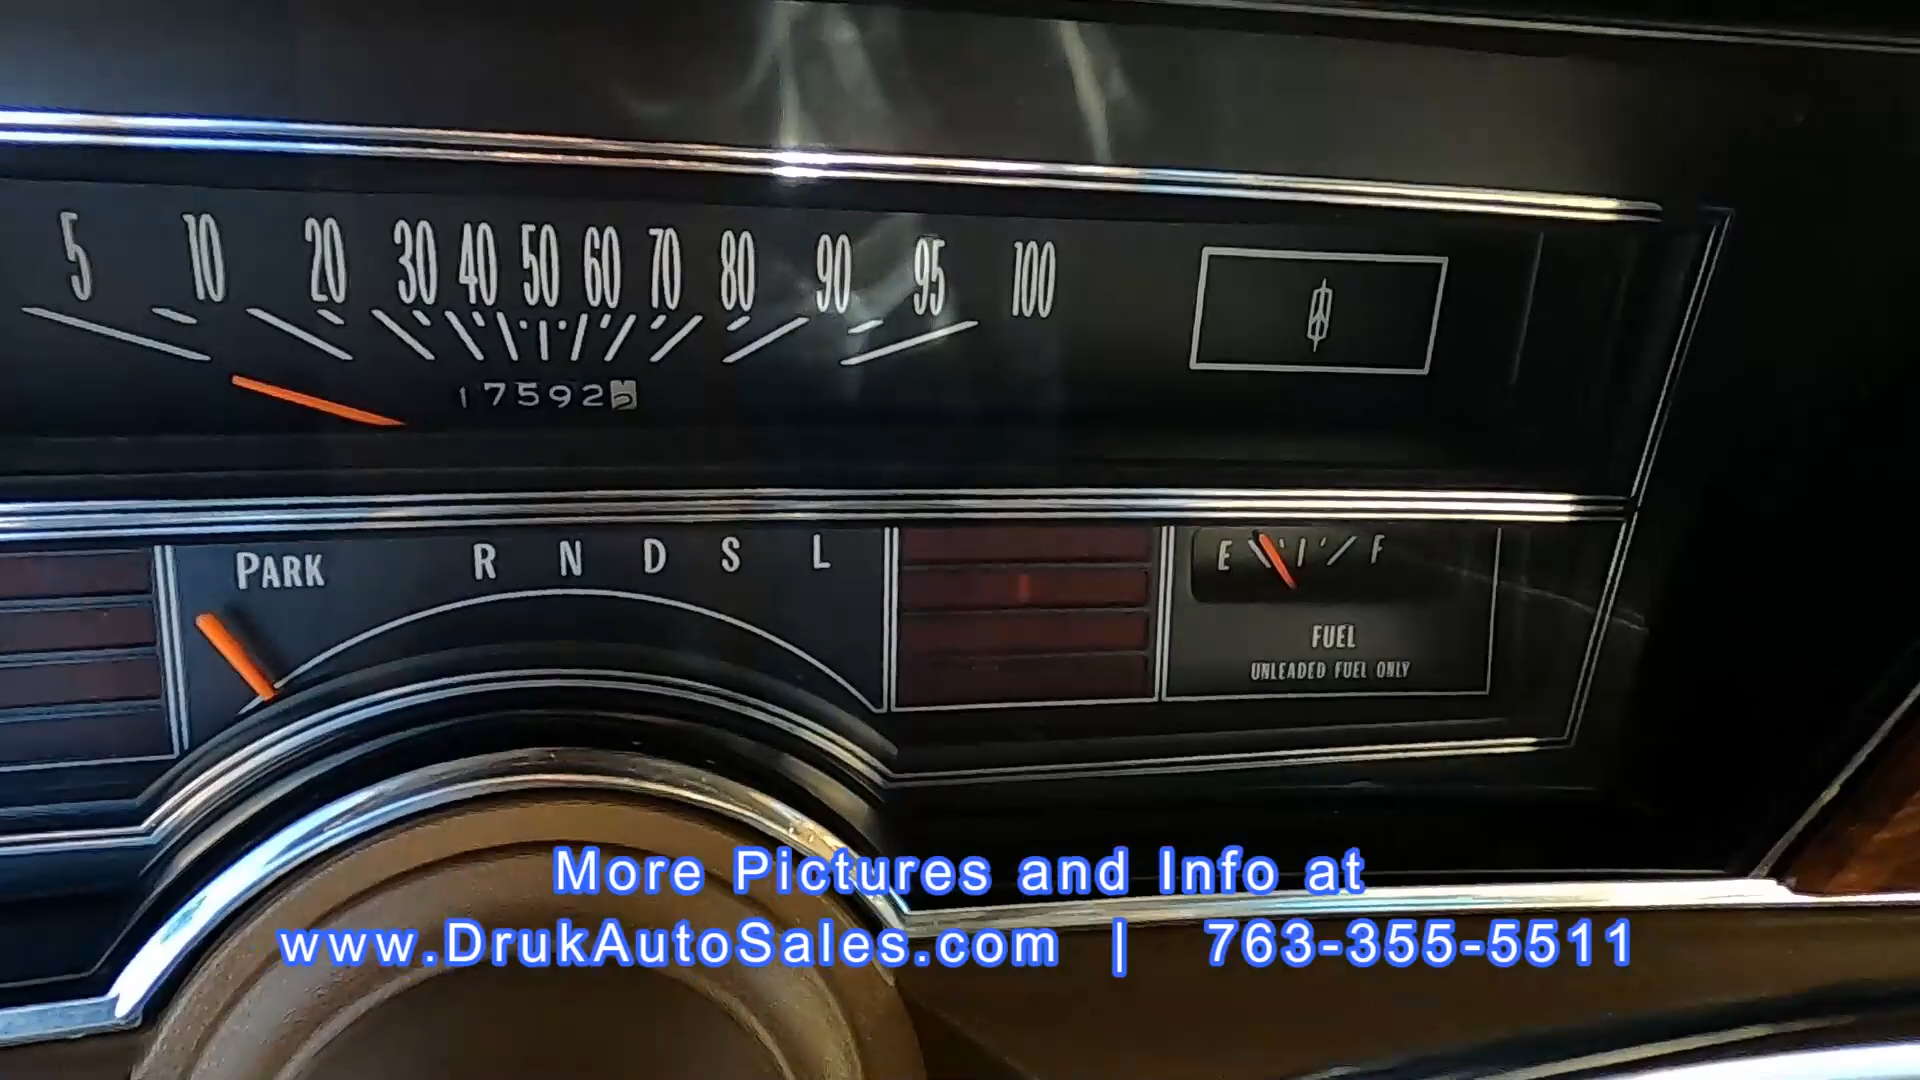 5 10 20 30 40 50 60 70 80 90 95 100
17592
PARK R N D S L
E F
FUEL
UNLEADED FUEL ONLY
More Pictures and Info at
www.DrukAutoSales.com | 763-355-5511